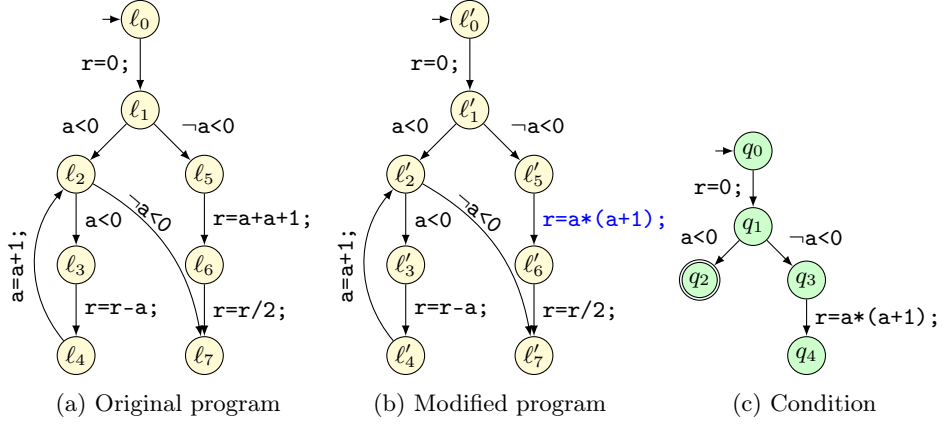 ℓ₀
r=0;
ℓ₁
a<0
¬a<0
ℓ₂
ℓ₅
a<0
¬a<0
r=a+a+1;
a=a+1;
ℓ₃
ℓ₆
r=r-a;
r=r/2;
ℓ₄
ℓ₇
(a) Original program
ℓ′₀
r=0;
ℓ′₁
a<0
¬a<0
ℓ′₂
ℓ′₅
a<0
¬a<0
r=a*(a+1);
a=a+1;
ℓ′₃
ℓ′₆
r=r-a;
r=r/2;
ℓ′₄
ℓ′₇
(b) Modified program
q₀
r=0;
q₁
a<0
¬a<0
q₂
q₃
r=a*(a+1);
q₄
(c) Condition